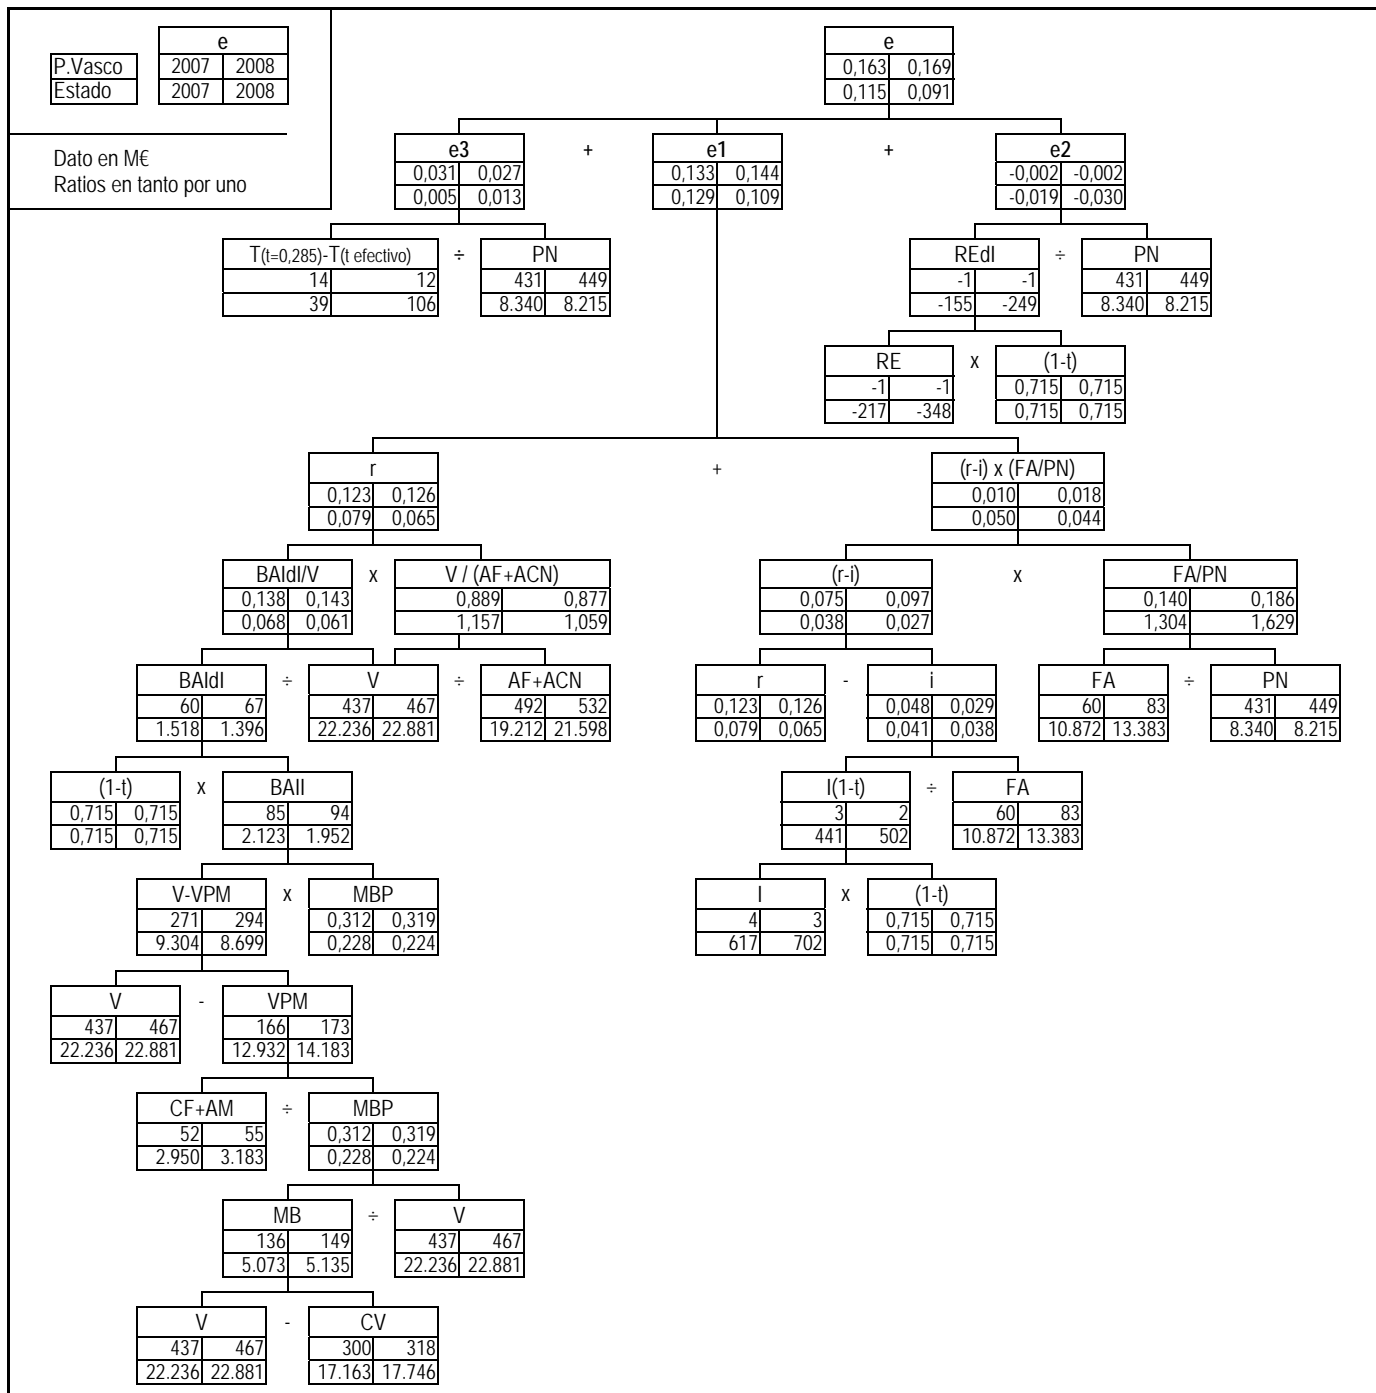 e
P.Vasco 2007 2008
Estado 2007 2008
Dato en M€
Ratios en tanto por uno
e
0,163 0,169
0,115 0,091
e3 + e1 + e2
0,031 0,027 0,133 0,144 -0,002 -0,002
0,005 0,013 0,129 0,109 -0,019 -0,030
T(t=0,285)-T(t efectivo) ÷ PN REdI ÷ PN
14 12 431 449 -1 -1 431 449
39 106 8.340 8.215 -155 -249 8.340 8.215
RE x (1-t)
-1 -1 0,715 0,715
-217 -348 0,715 0,715
r + (r-i) x (FA/PN)
0,123 0,126 0,010 0,018
0,079 0,065 0,050 0,044
BAIdI/V x V / (AF+ACN) (r-i) x FA/PN
0,138 0,143 0,889 0,877 0,075 0,097 0,140 0,186
0,068 0,061 1,157 1,059 0,038 0,027 1,304 1,629
BAIdI ÷ V ÷ AF+ACN r - i FA ÷ PN
60 67 437 467 492 532 0,123 0,126 0,048 0,029 60 83 431 449
1.518 1.396 22.236 22.881 19.212 21.598 0,079 0,065 0,041 0,038 10.872 13.383 8.340 8.215
(1-t) x BAII I(1-t) ÷ FA
0,715 0,715 85 94 3 2 60 83
0,715 0,715 2.123 1.952 441 502 10.872 13.383
V-VPM x MBP I x (1-t)
271 294 0,312 0,319 4 3 0,715 0,715
9.304 8.699 0,228 0,224 617 702 0,715 0,715
V - VPM
437 467 166 173
22.236 22.881 12.932 14.183
CF+AM ÷ MBP
52 55 0,312 0,319
2.950 3.183 0,228 0,224
MB ÷ V
136 149 437 467
5.073 5.135 22.236 22.881
V - CV
437 467 300 318
22.236 22.881 17.163 17.746